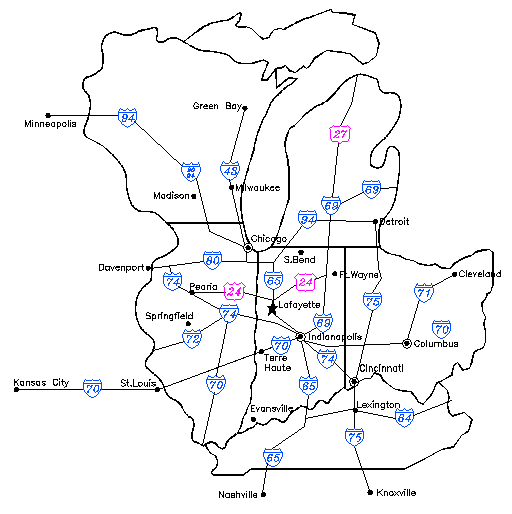 Green Bay
94
Minneapolis
27
90
94
43
Milwaukee
Madison
69
69
94
Detroit
Chicago
S.Bend
Davenport
80
74
65
24
Ft.Wayne
Cleveland
Peoria
24
71
Lafayette
75
Springfield
74
69
70
72
70
Indianapolis
Columbus
Terre
Haute
74
Cincinnati
Kansas City
70
St.Louis
70
65
Evansville
Lexington
64
75
65
Nashville
Knoxville